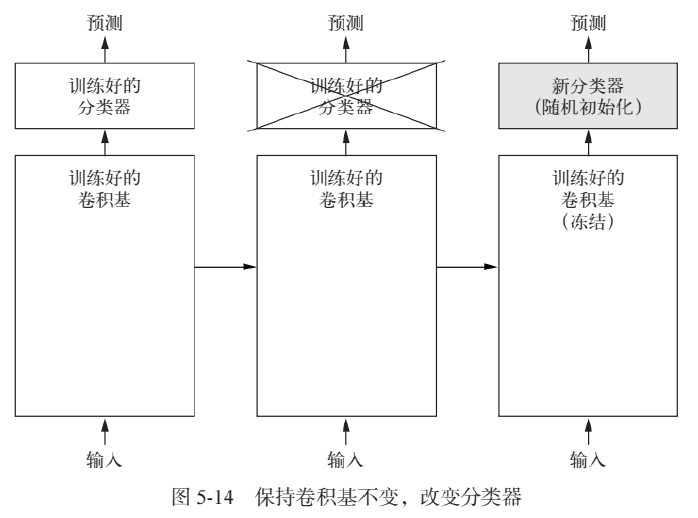 预测
预测
预测
训练好的
分类器
训练好的
分类器
新分类器
（随机初始化）
训练好的
卷积基
训练好的
卷积基
训练好的
卷积基
（冻结）
输入
输入
输入
图 5-14　保持卷积基不变，改变分类器